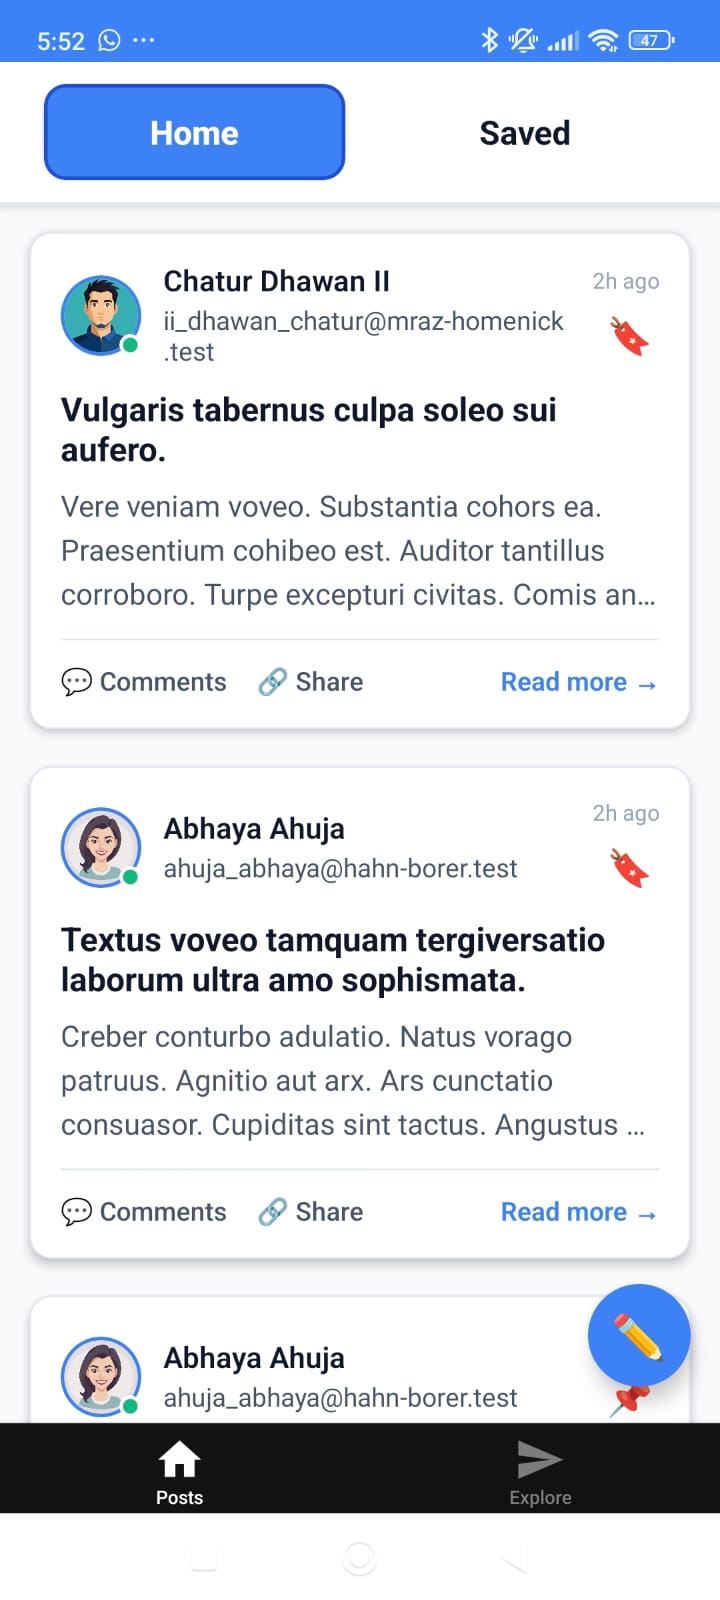 5:52
47
Home
Saved
Chatur Dhawan II
2h ago
ii_dhawan_chatur@mraz-homenick
.test
Vulgaris tabernus culpa soleo sui
aufero.
Vere veniam voveo. Substantia cohors ea.
Praesentium cohibeo est. Auditor tantillus
corroboro. Turpe excepturi civitas. Comis an...
Comments
Share
Read more →
Abhaya Ahuja
2h ago
ahuja_abhaya@hahn-borer.test
Textus voveo tamquam tergiversatio
laborum ultra amo sophismata.
Creber conturbo adulatio. Natus vorago
patruus. Agnitio aut arx. Ars cunctatio
consuasor. Cupiditas sint tactus. Angustus ...
Comments
Share
Read more →
Abhaya Ahuja
ahuja_abhaya@hahn-borer.test
Posts
Explore